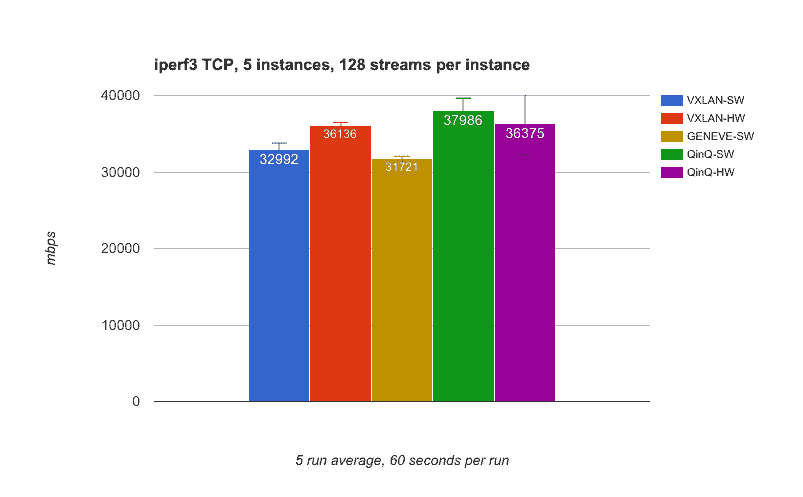 iperf3 TCP, 5 instances, 128 streams per instance
40000
30000
20000
10000
0
mbps
32992
36136
31721
37986
36375
VXLAN-SW
VXLAN-HW
GENEVE-SW
QinQ-SW
QinQ-HW
5 run average, 60 seconds per run